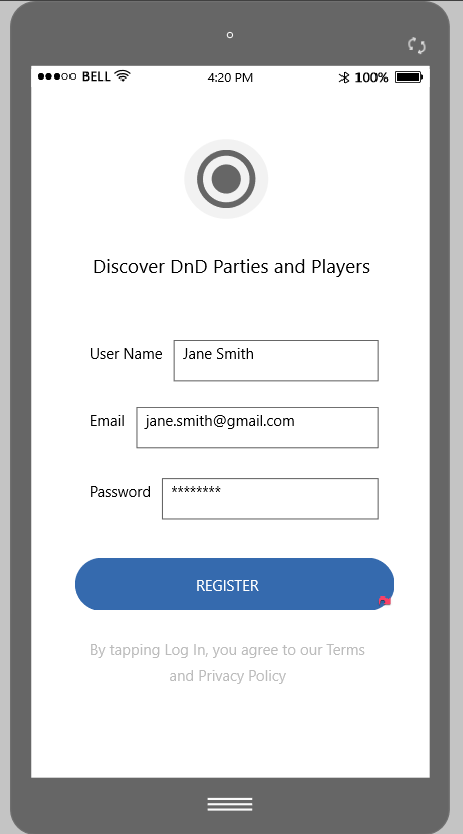 BELL 4:20 PM 100%
Discover DnD Parties and Players
User Name Jane Smith
Email jane.smith@gmail.com
Password ********
REGISTER
By tapping Log In, you agree to our Terms
and Privacy Policy